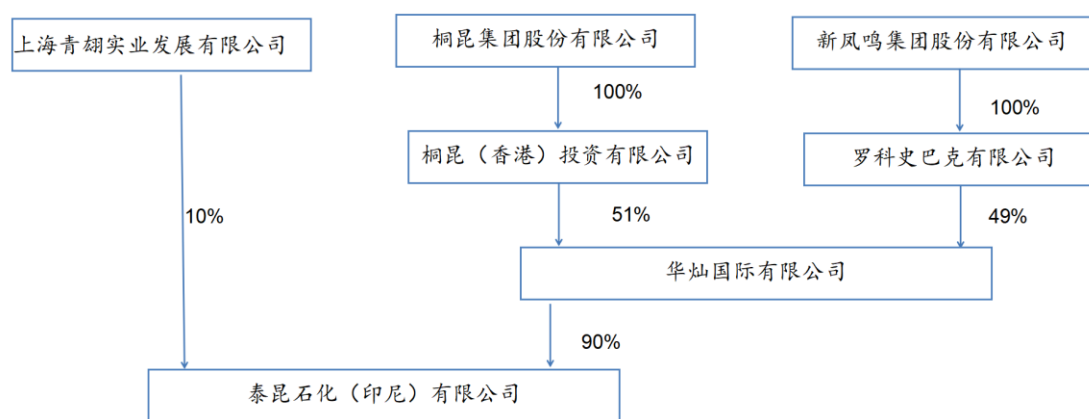 上海青翃实业发展有限公司
桐昆集团股份有限公司
新凤鸣集团股份有限公司
100%
100%
桐昆（香港）投资有限公司
罗科史巴克有限公司
10%
51%
49%
华灿国际有限公司
90%
泰昆石化（印尼）有限公司